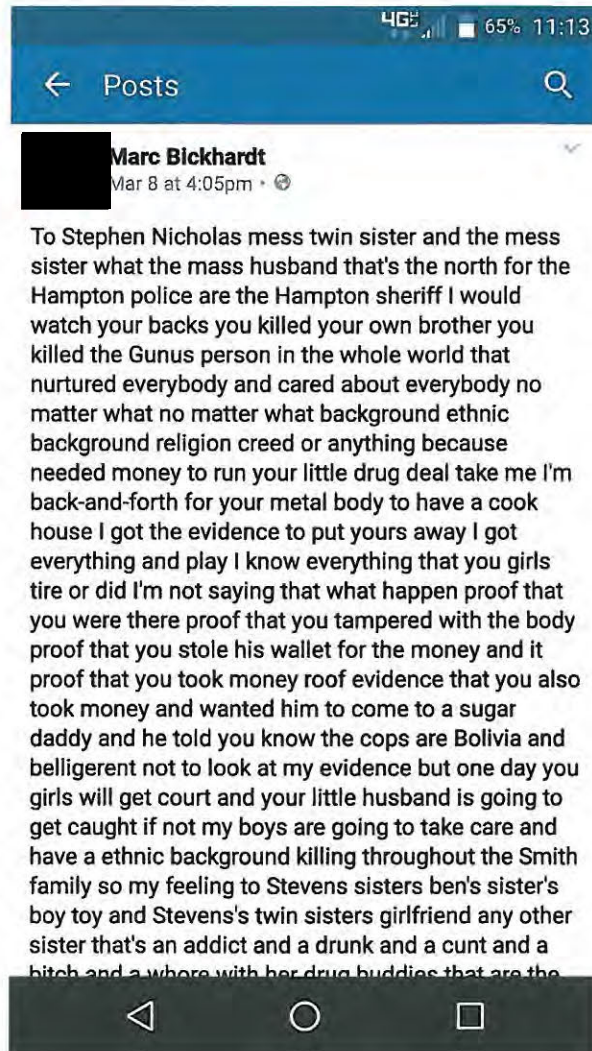 4G 65% 11:13
Posts
Marc Bickhardt
Mar 8 at 4:05pm ·
To Stephen Nicholas mess twin sister and the mess
sister what the mass husband that's the north for the
Hampton police are the Hampton sheriff I would
watch your backs you killed your own brother you
killed the Gunus person in the whole world that
nurtured everybody and cared about everybody no
matter what no matter what background ethnic
background religion creed or anything because
needed money to run your little drug deal take me I'm
back-and-forth for your metal body to have a cook
house I got the evidence to put yours away I got
everything and play I know everything that you girls
tire or did I'm not saying that what happen proof that
you were there proof that you tampered with the body
proof that you stole his wallet for the money and it
proof that you took money roof evidence that you also
took money and wanted him to come to a sugar
daddy and he told you know the cops are Bolivia and
belligerent not to look at my evidence but one day you
girls will get court and your little husband is going to
get caught if not my boys are going to take care and
have a ethnic background killing throughout the Smith
family so my feeling to Stevens sisters ben's sister's
boy toy and Stevens's twin sisters girlfriend any other
sister that's an addict and a drunk and a cunt and a
bitch and a whore with her drug buddies that are the